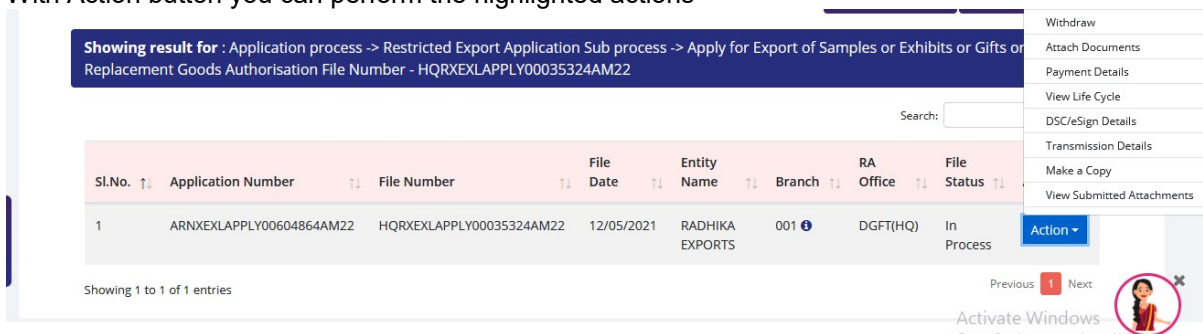 With Action button you can perform the highlighted actions
Withdraw
Attach Documents
Payment Details
View Life Cycle
DSC/eSign Details
Transmission Details
Make a Copy
View Submitted Attachments
Showing result for : Application process -> Restricted Export Application Sub process -> Apply for Export of Samples or Exhibits or Gifts or
Replacement Goods Authorisation File Number - HQRXEXLAPPLY00035324AM22
Search:
Sl.No. Application Number File Number File Date Entity Name Branch RA Office File Status
1 ARNXEXLAPPLY00604864AM22 HQRXEXLAPPLY00035324AM22 12/05/2021 RADHIKA EXPORTS 001 DGFT(HQ) In Process Action
Showing 1 to 1 of 1 entries
Previous 1 Next
Activate Windows